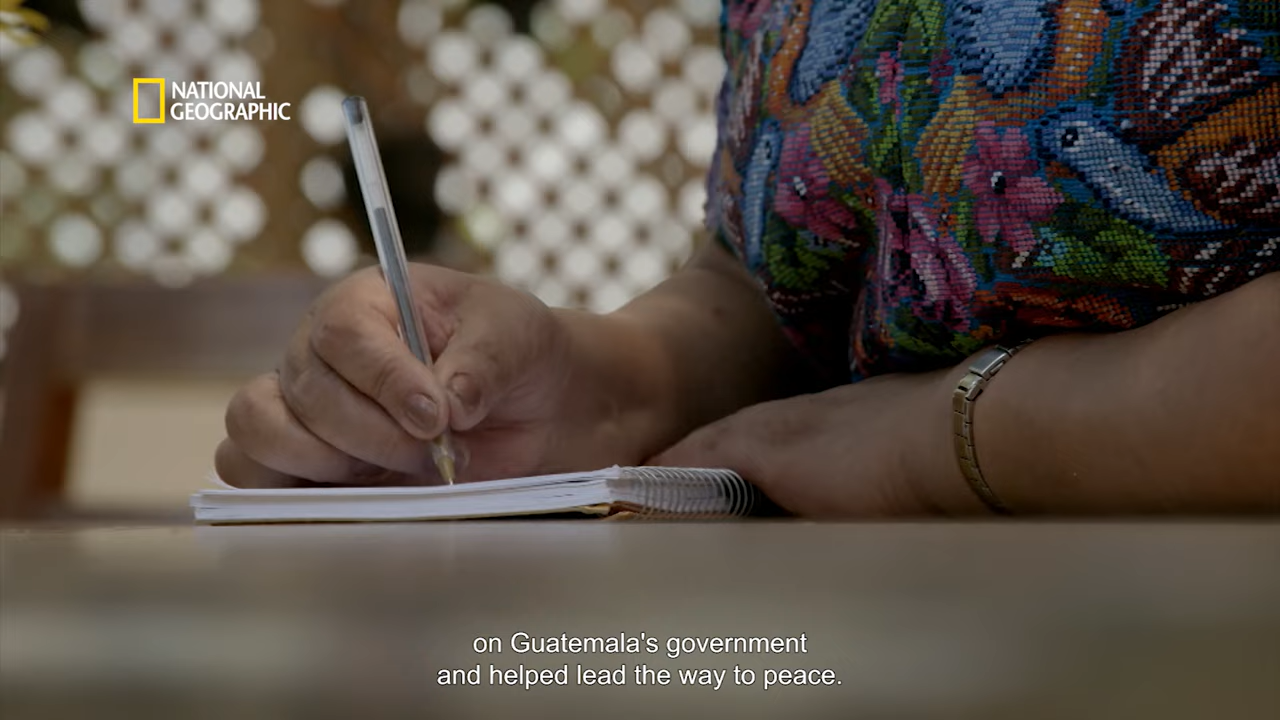 NATIONAL
GEOGRAPHIC
on Guatemala's government
and helped lead the way to peace.